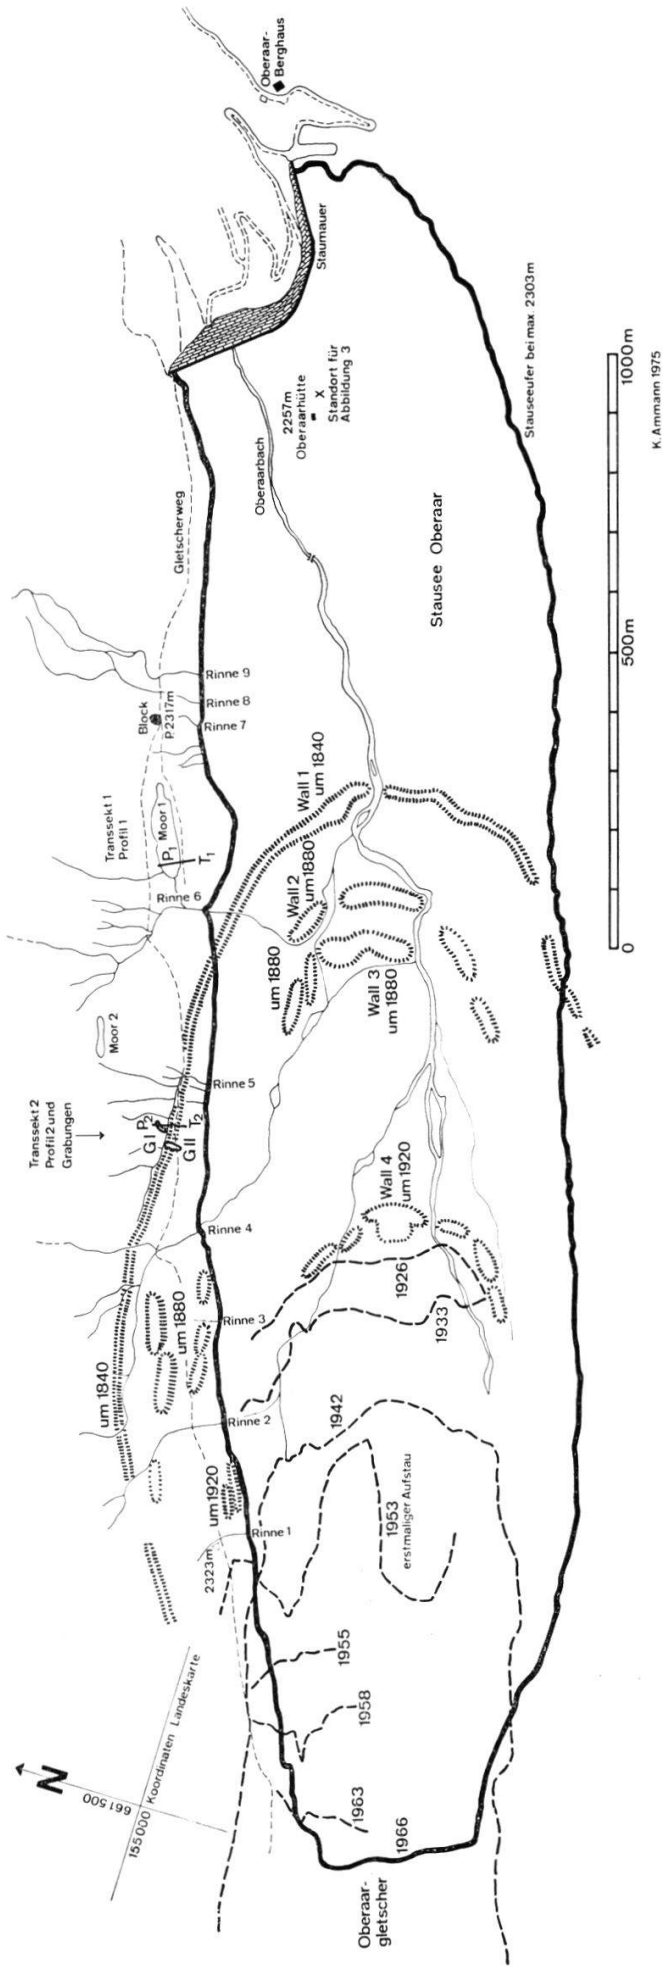 Oberaar-
Berghaus
Staumauer
2257m
Oberaarhütte
X
Standort für
Abbildung 3
Oberaarbach
Gletscherweg
Stauseeufer bei max. 2303m
1000m
500m
0
K. Ammann 1975
Stausee Oberaar
Rinne 9
Rinne 8
Rinne 7
Block
P. 2317m
Transsekt 1
Profil 1
Moor 1
P1
T1
Rinne 6
Wall 1
um 1840
Wall 2
um 1880
um 1880
Wall 3
um 1880
Moor 2
Rinne 5
Transsekt 2
Profil 2 und
Grabungen
G I
P2
G II
T2
Rinne 4
Wall 4
um 1920
1926
1933
um 1840
um 1880
Rinne 3
Rinne 2
1942
um 1920
Rinne 1
2323m
1953
erstmaliger Aufstau
1955
1958
1963
1966
Oberaar-
gletscher
N
661 500
155 000 Koordinaten Landeskarte